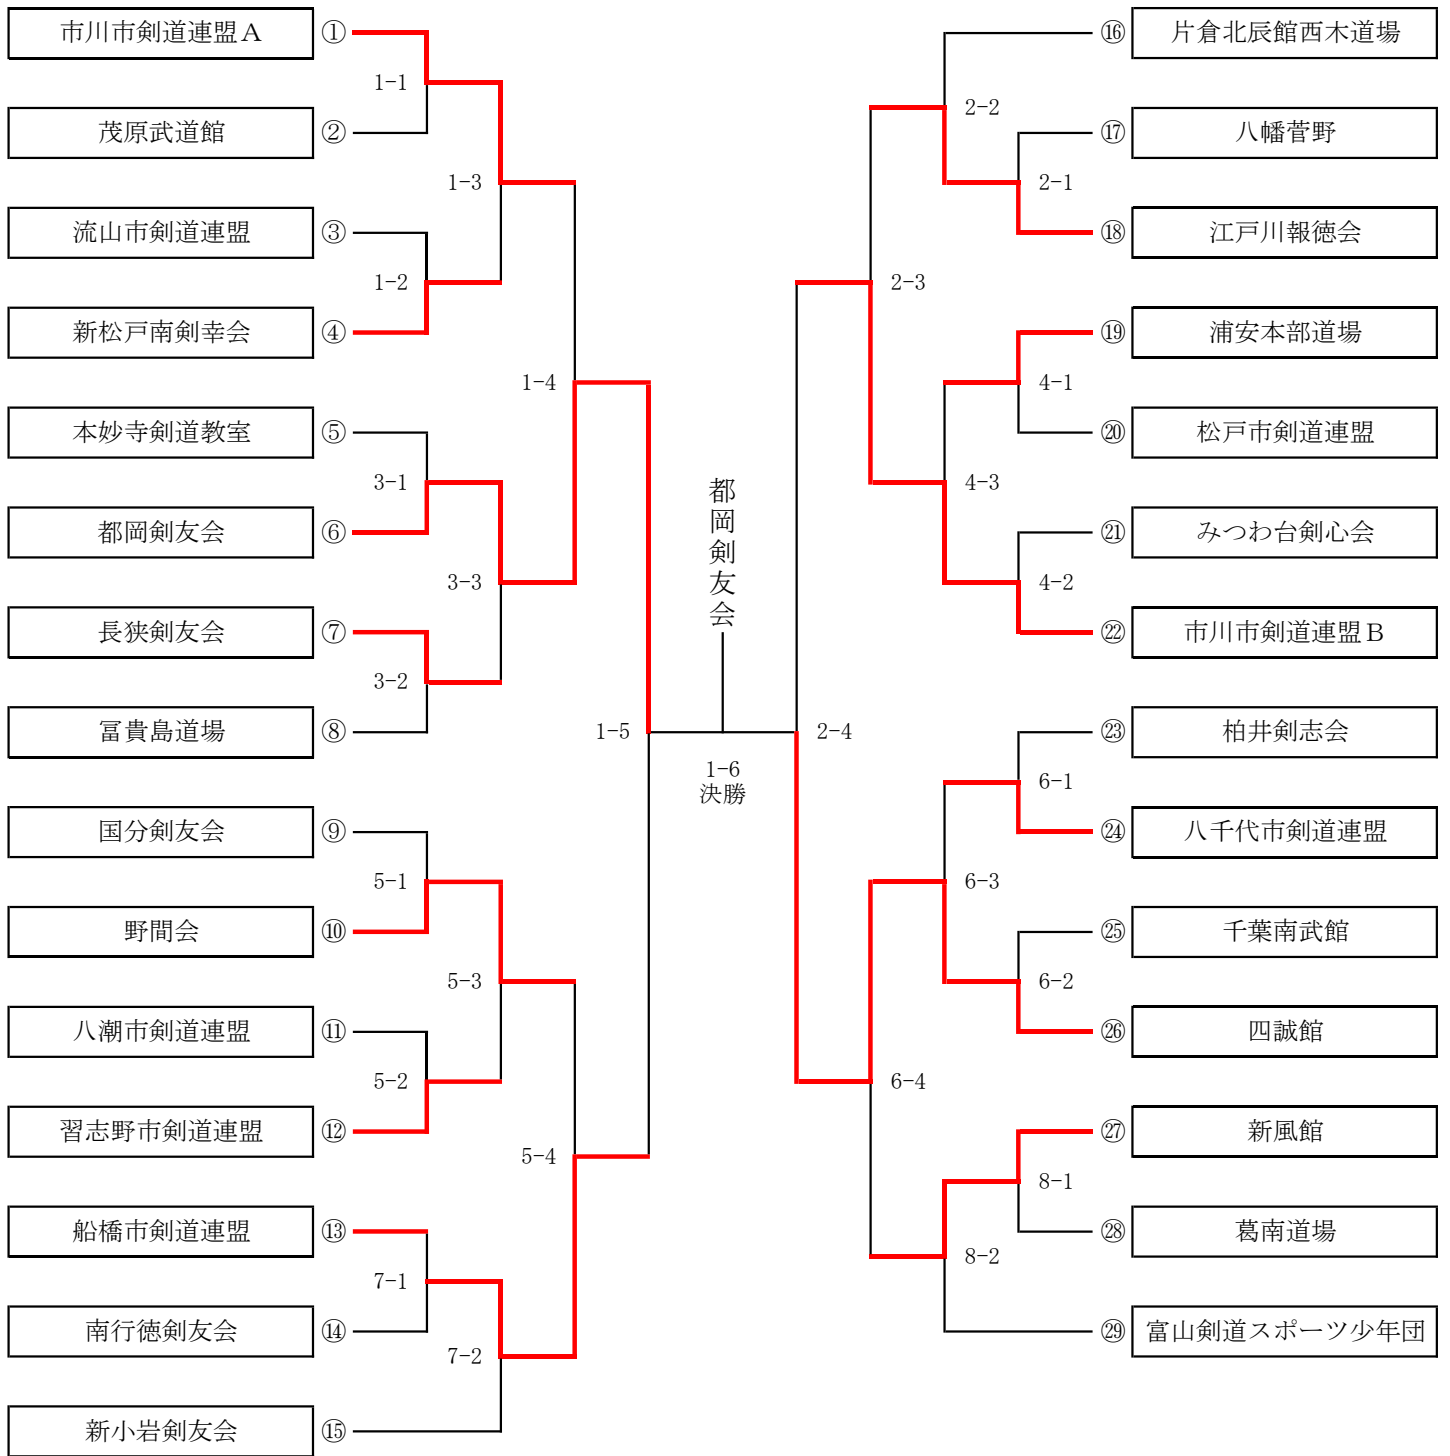 市川市剣道連盟A ①
1-1
茂原武道館 ②
1-3
流山市剣道連盟 ③
1-2
新松戸南剣幸会 ④
1-4
本妙寺剣道教室 ⑤
3-1
都岡剣友会 ⑥
3-3
長狭剣友会 ⑦
3-2
冨貴島道場 ⑧
1-5
国分剣友会 ⑨
5-1
野間会 ⑩
5-3
八潮市剣道連盟 ⑪
5-2
習志野市剣道連盟 ⑫
5-4
船橋市剣道連盟 ⑬
7-1
南行徳剣友会 ⑭
7-2
新小岩剣友会 ⑮
都岡剣友会
1-6
決勝
⑯ 片倉北辰館西木道場
2-2
⑰ 八幡菅野
2-1
⑱ 江戸川報徳会
2-3
⑲ 浦安本部道場
4-1
⑳ 松戸市剣道連盟
4-3
㉑ みつわ台剣心会
4-2
㉒ 市川市剣道連盟B
2-4
㉓ 柏井剣志会
6-1
㉔ 八千代市剣道連盟
6-3
㉕ 千葉南武館
6-2
㉖ 四誠館
6-4
㉗ 新風館
8-1
㉘ 葛南道場
8-2
㉙ 富山剣道スポーツ少年団